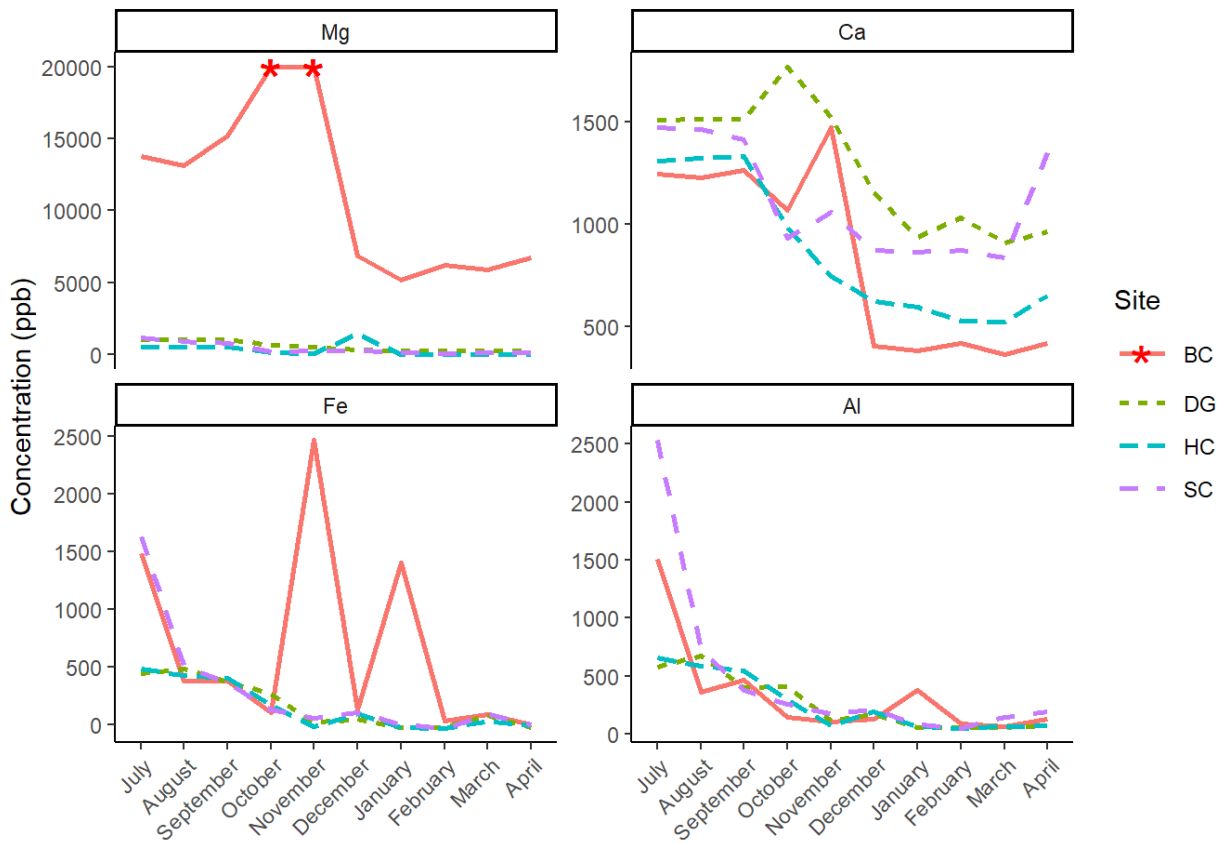 Mg
Ca
20000
15000
10000
5000
0
1500
1000
500
Concentration (ppb)
Fe
Al
2500
2000
1500
1000
500
0
2500
2000
1500
1000
500
0
July
August
September
October
November
December
January
February
March
April
July
August
September
October
November
December
January
February
March
April
Site
BC
DG
HC
SC